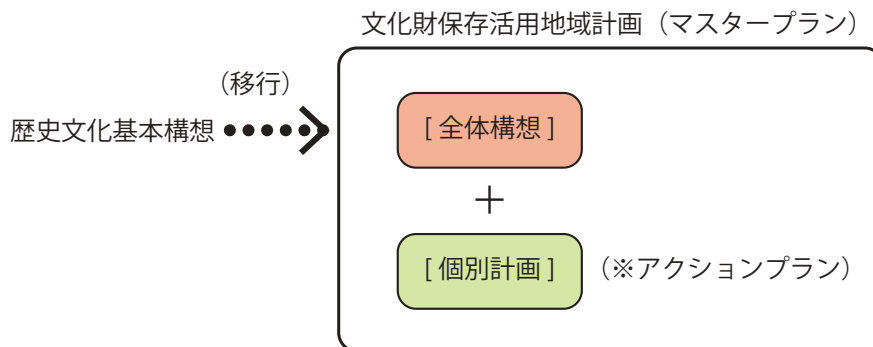 文化財保存活用地域計画（マスタープラン）
（移行）
歴史文化基本構想
[ 全体構想 ]
＋
[ 個別計画 ]
（※アクションプラン）